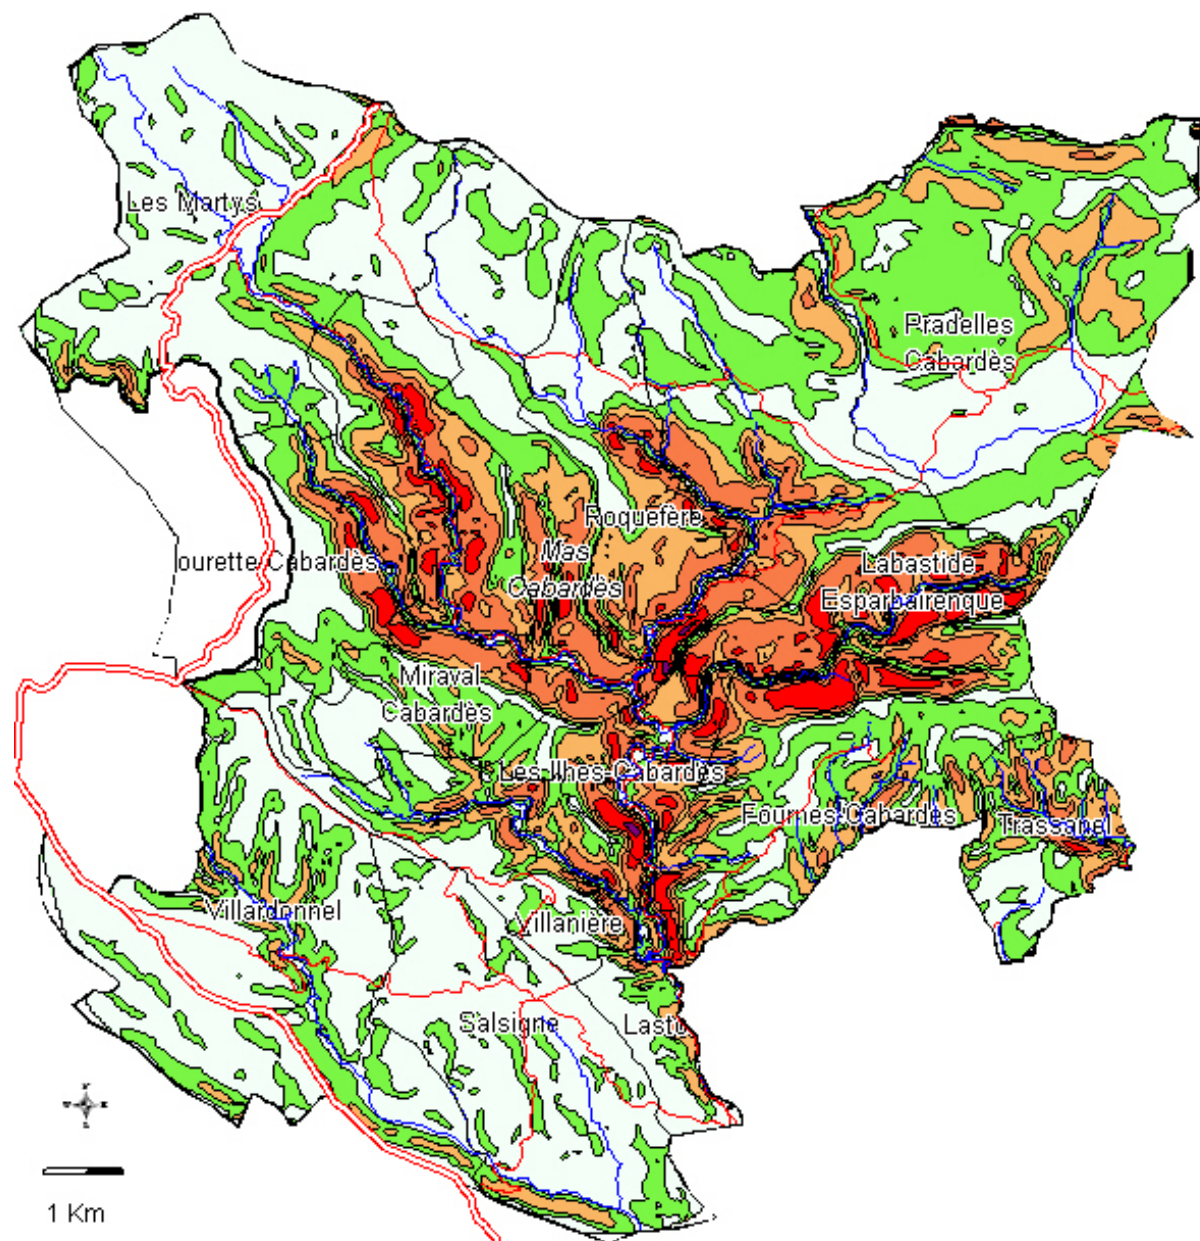 Les Martys
Pradelles
Cabardès
Roquefère
Mas
Cabardès
ourette Cabardès
Labastide
Esparbairenque
Miraval
Cabardès
Les Ilhes Cabardès
Fournes Cabardès
Trassanel
Villardonnel
Villanière
Salsigne
Lastu
1 Km